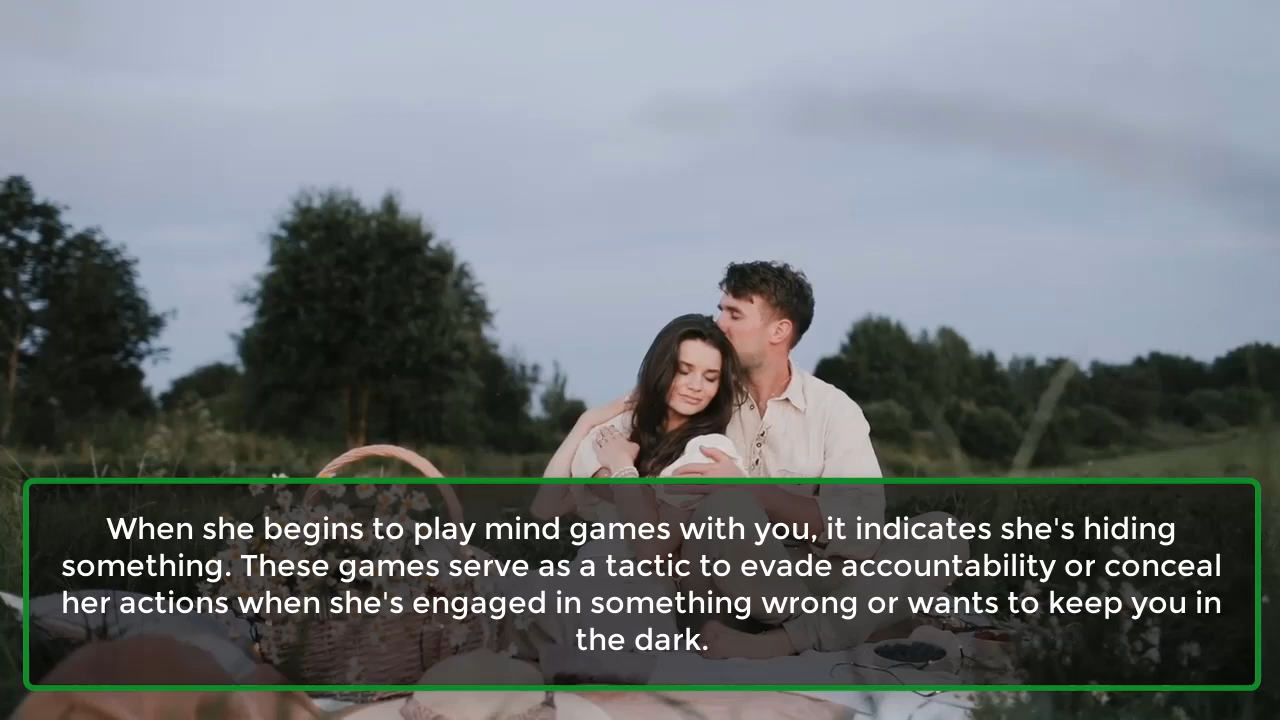 When she begins to play mind games with you, it indicates she's hiding
something. These games serve as a tactic to evade accountability or conceal
her actions when she's engaged in something wrong or wants to keep you in
the dark.